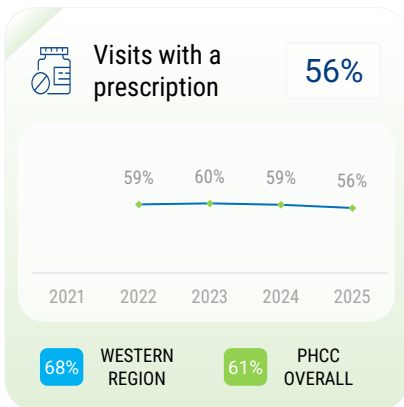 Visits with a
prescription
56%
59% 60% 59% 56%
2021 2022 2023 2024 2025
68%
WESTERN
REGION
61%
PHCC
OVERALL